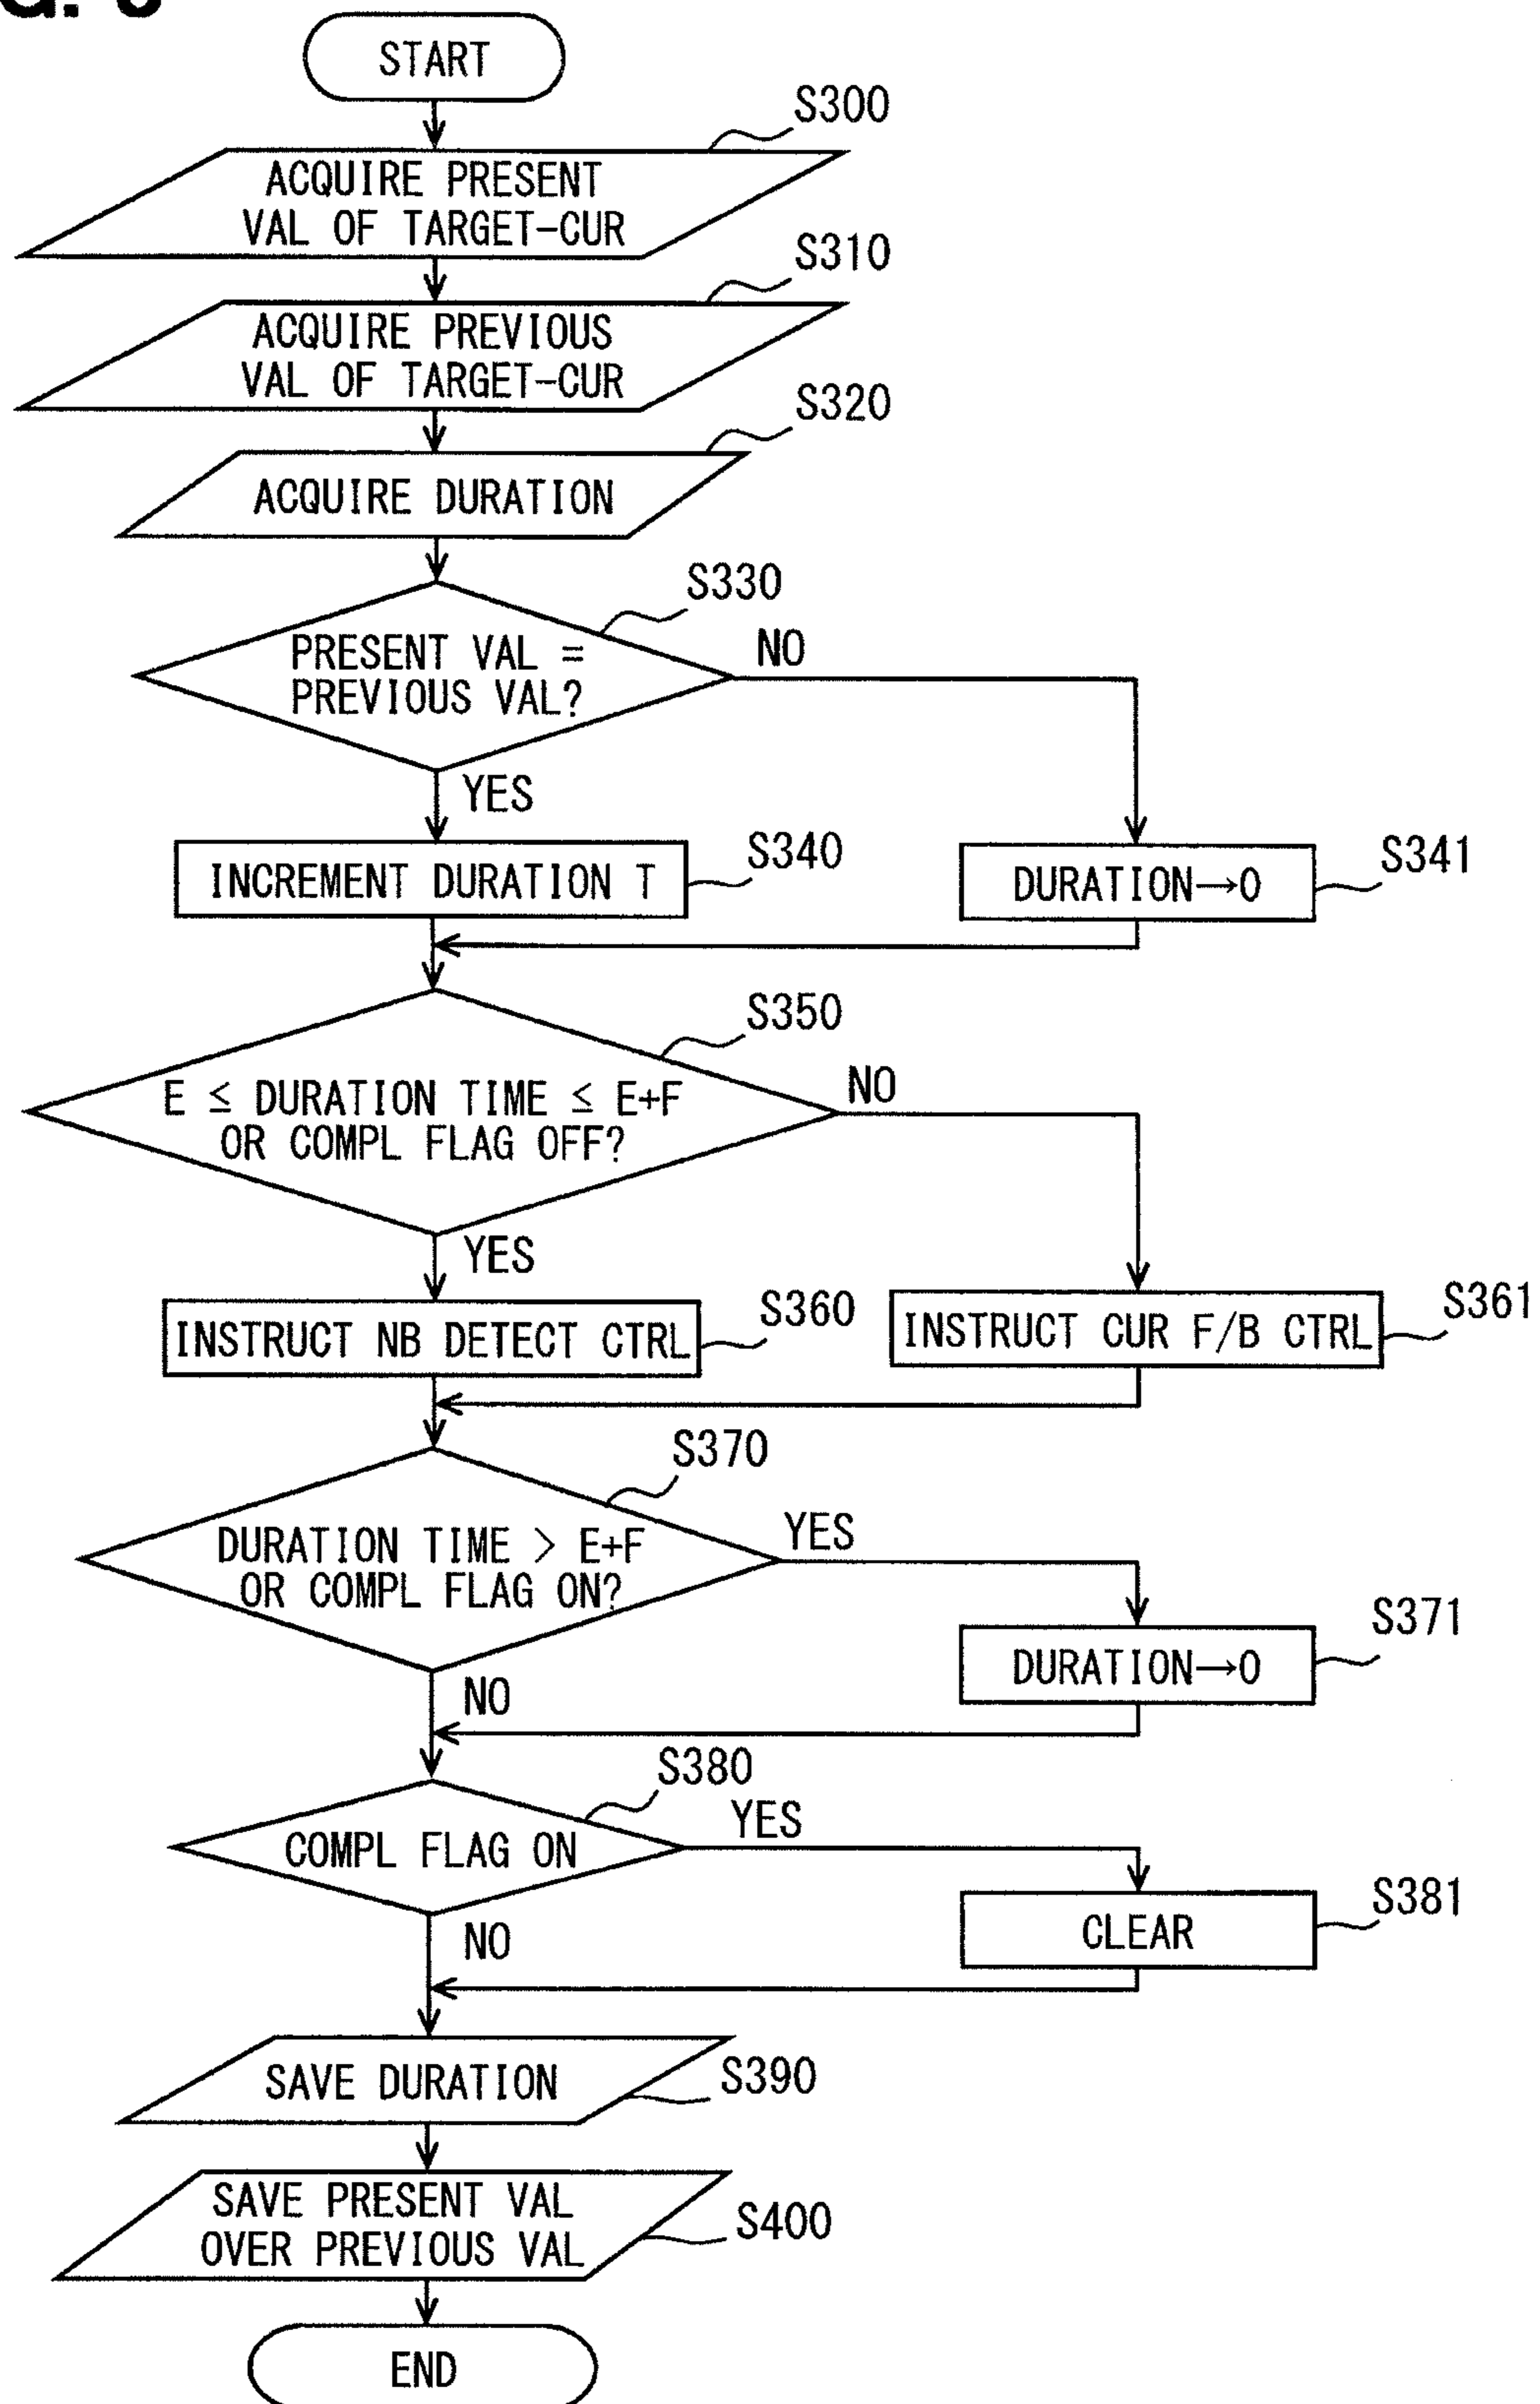 START
S300
ACQUIRE PRESENT
VAL OF TARGET-CUR
S310
ACQUIRE PREVIOUS
VAL OF TARGET-CUR
S320
ACQUIRE DURATION
S330
PRESENT VAL =
PREVIOUS VAL?
NO
YES
INCREMENT DURATION T
S340
DURATION→0
S341
S350
E ≤ DURATION TIME ≤ E+F
OR COMPL FLAG OFF?
NO
YES
INSTRUCT NB DETECT CTRL
S360
INSTRUCT CUR F/B CTRL
S361
S370
DURATION TIME > E+F
OR COMPL FLAG ON?
YES
NO
DURATION→0
S371
S380
COMPL FLAG ON
YES
NO
CLEAR
S381
SAVE DURATION
S390
SAVE PRESENT VAL
OVER PREVIOUS VAL
S400
END